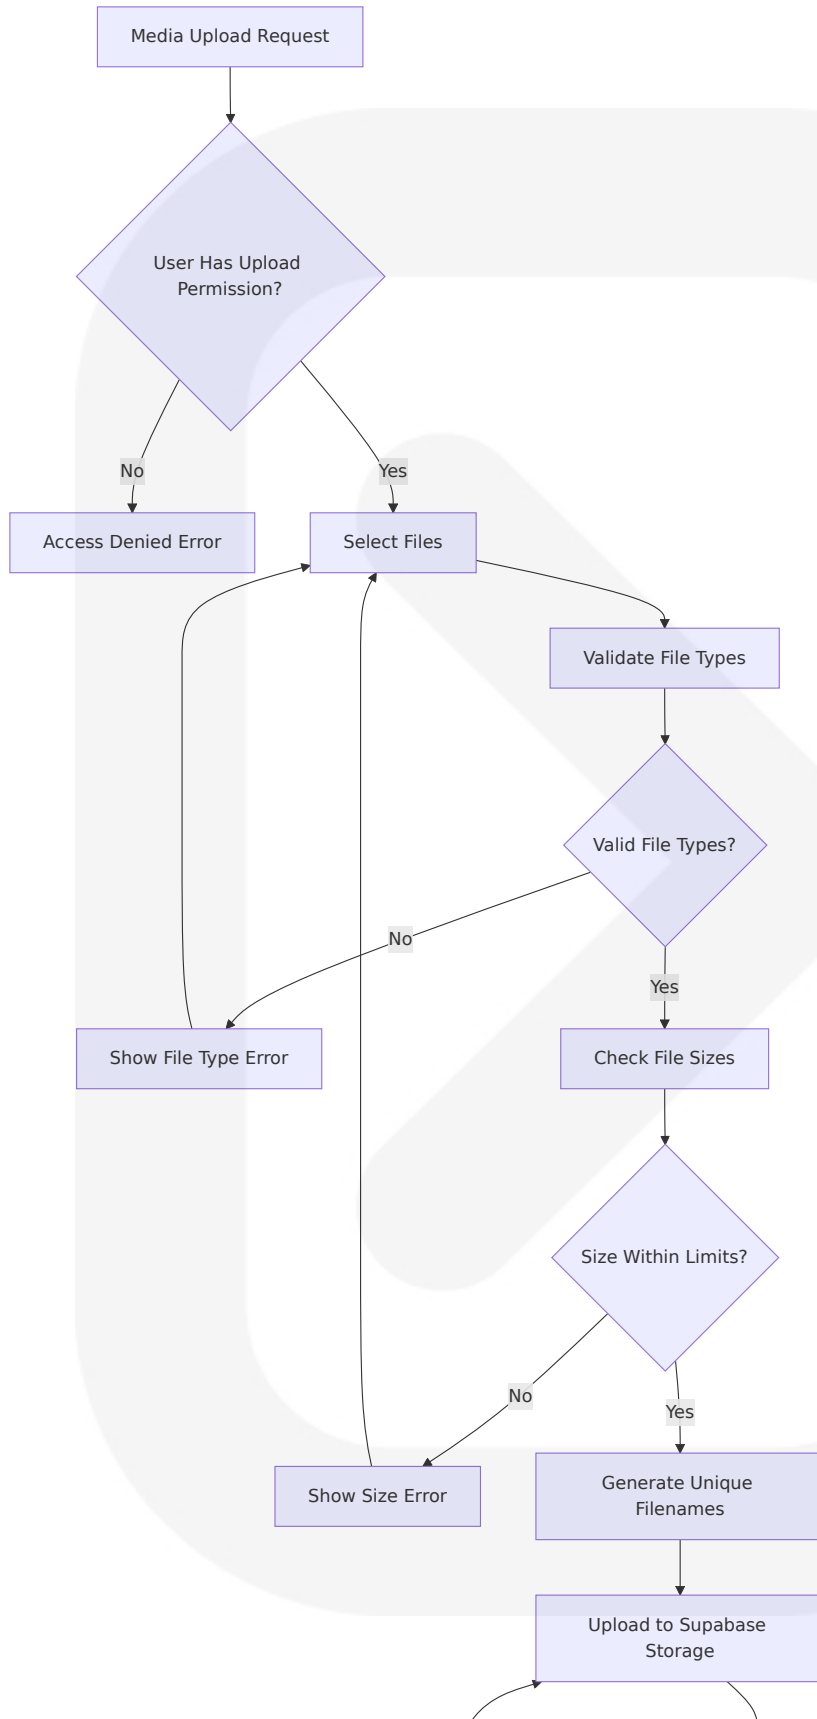 Media Upload Request
User Has Upload
Permission?
No
Yes
Access Denied Error
Select Files
Validate File Types
Valid File Types?
No
Yes
Show File Type Error
Check File Sizes
Size Within Limits?
No
Yes
Show Size Error
Generate Unique
Filenames
Upload to Supabase
Storage